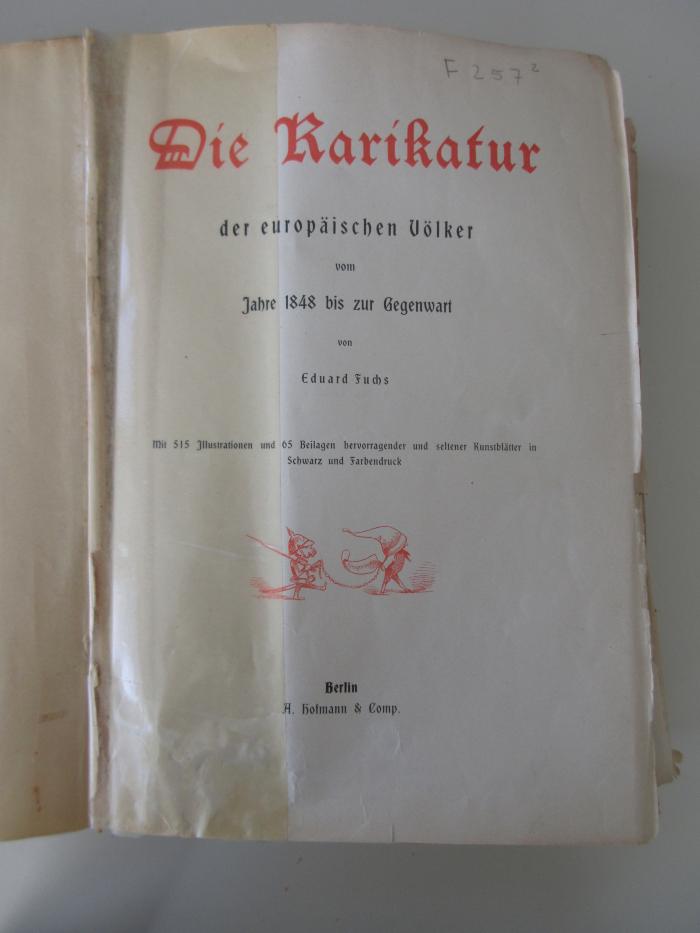 F 257²
Die Karikatur
der europäischen Völker
vom
Jahre 1848 bis zur Gegenwart
von
Eduard Fuchs
Mit 515 Illustrationen und 65 Beilagen hervorragender und seltener Kunstblätter in
Schwarz und Farbendruck
Berlin
A. Hofmann & Comp.